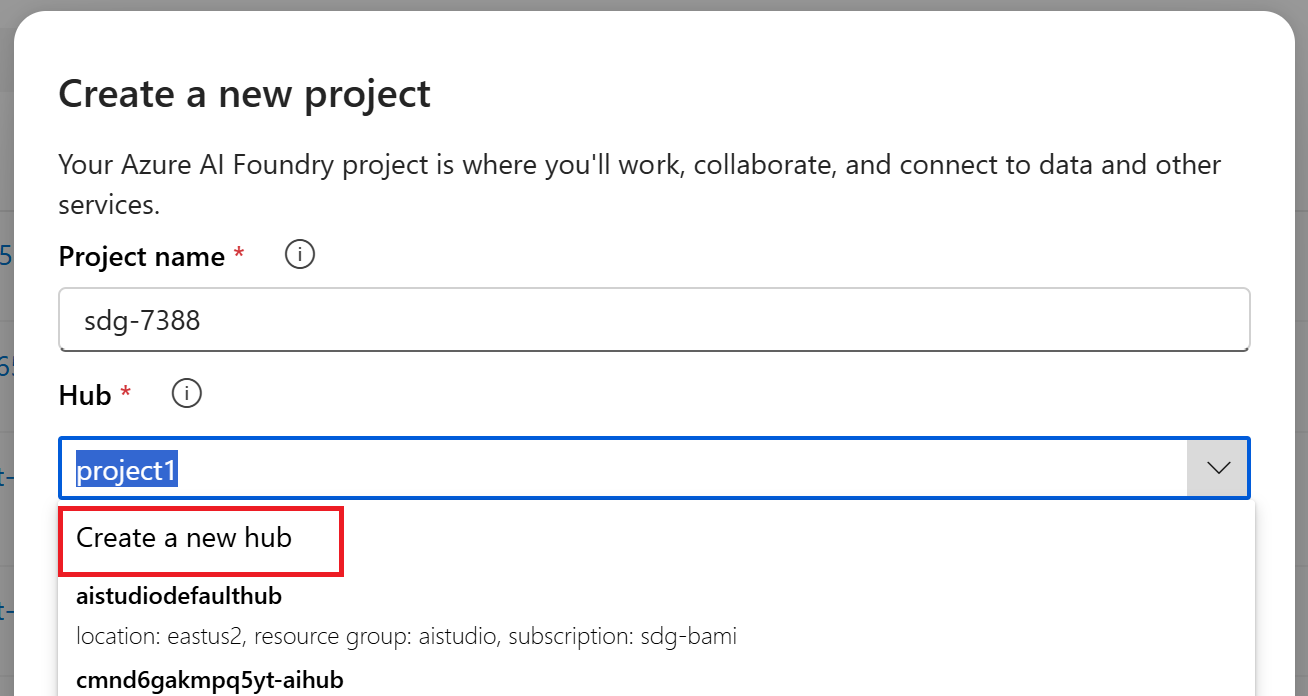 Create a new project
Your Azure AI Foundry project is where you'll work, collaborate, and connect to data and other
services.
Project name *
sdg-7388
Hub *
project1
Create a new hub
aistudiodefaulthub
location: eastus2, resource group: aistudio, subscription: sdg-bami
cmnd6gakmpq5yt-aihub